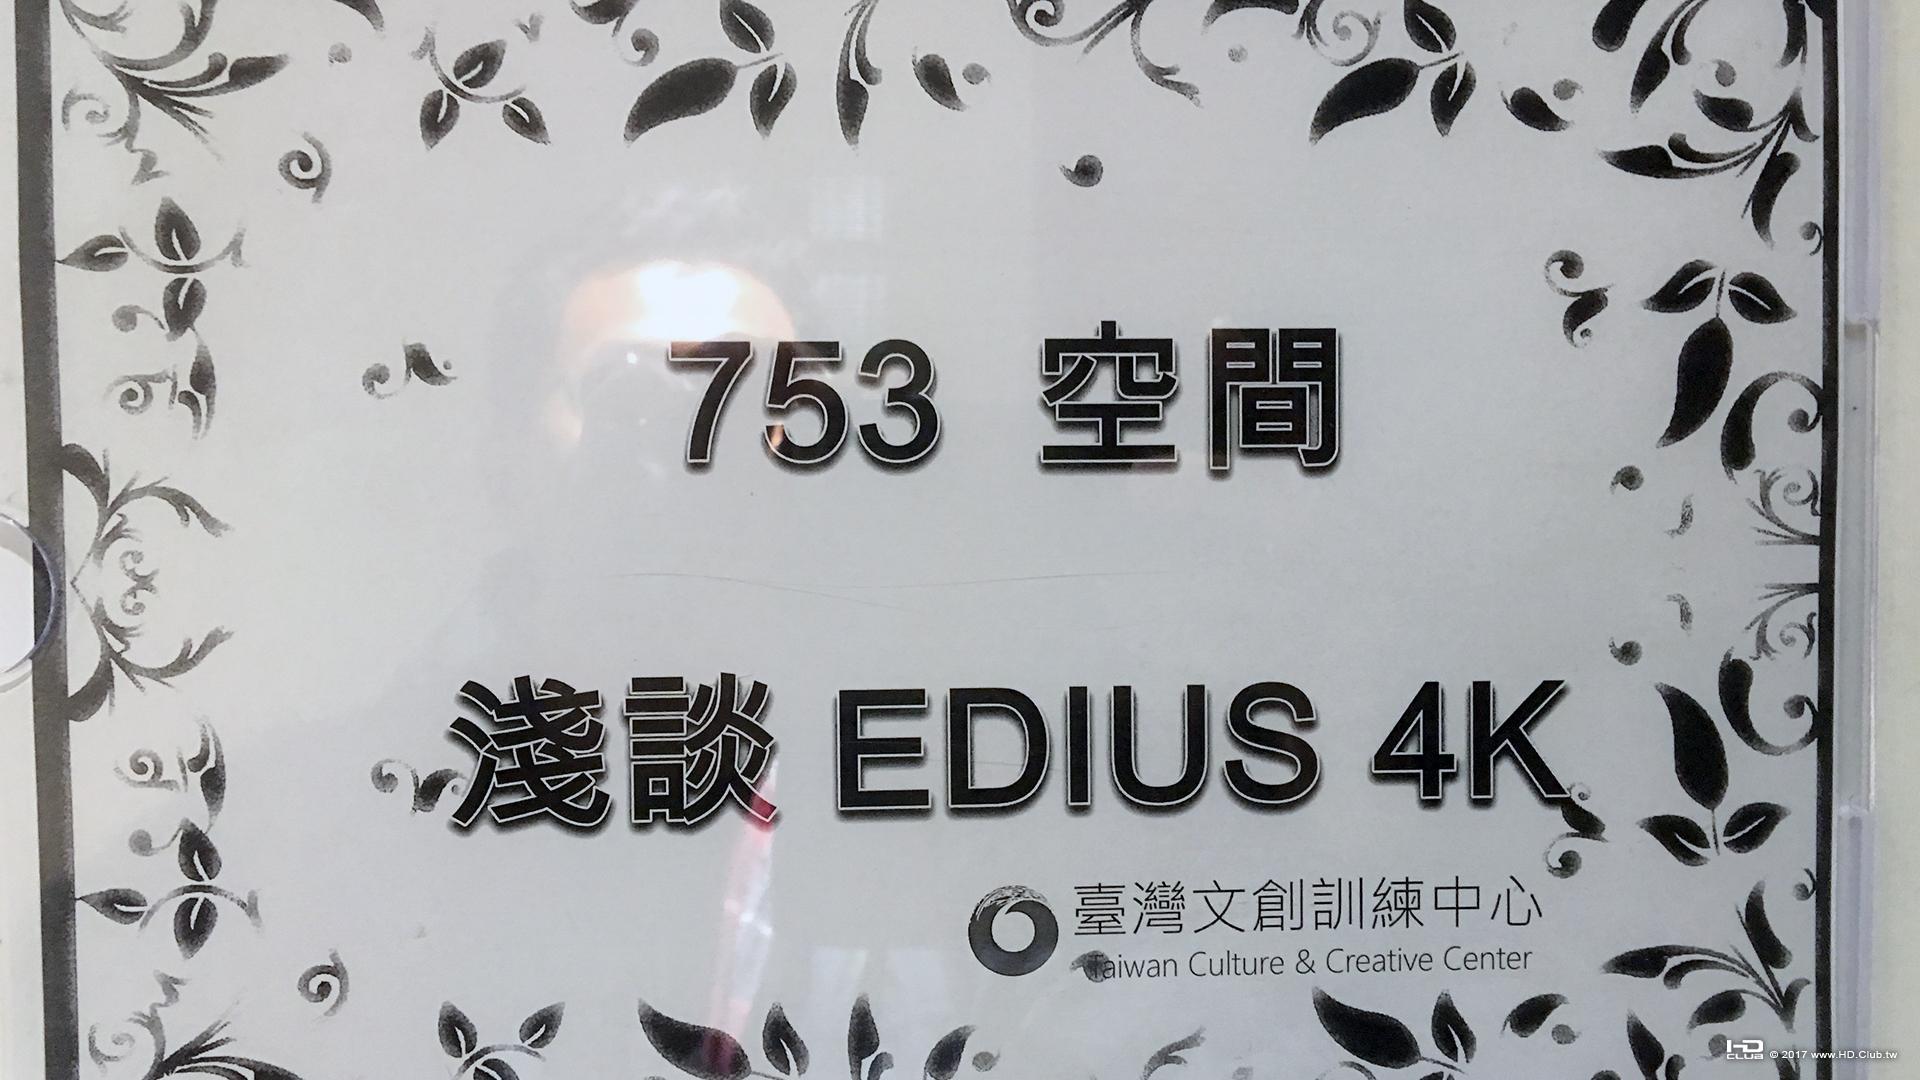 753 空間
淺談 EDIUS 4K
臺灣文創訓練中心
Taiwan Culture & Creative Center
HD CLUB © 2017 www.HD.Club.tw